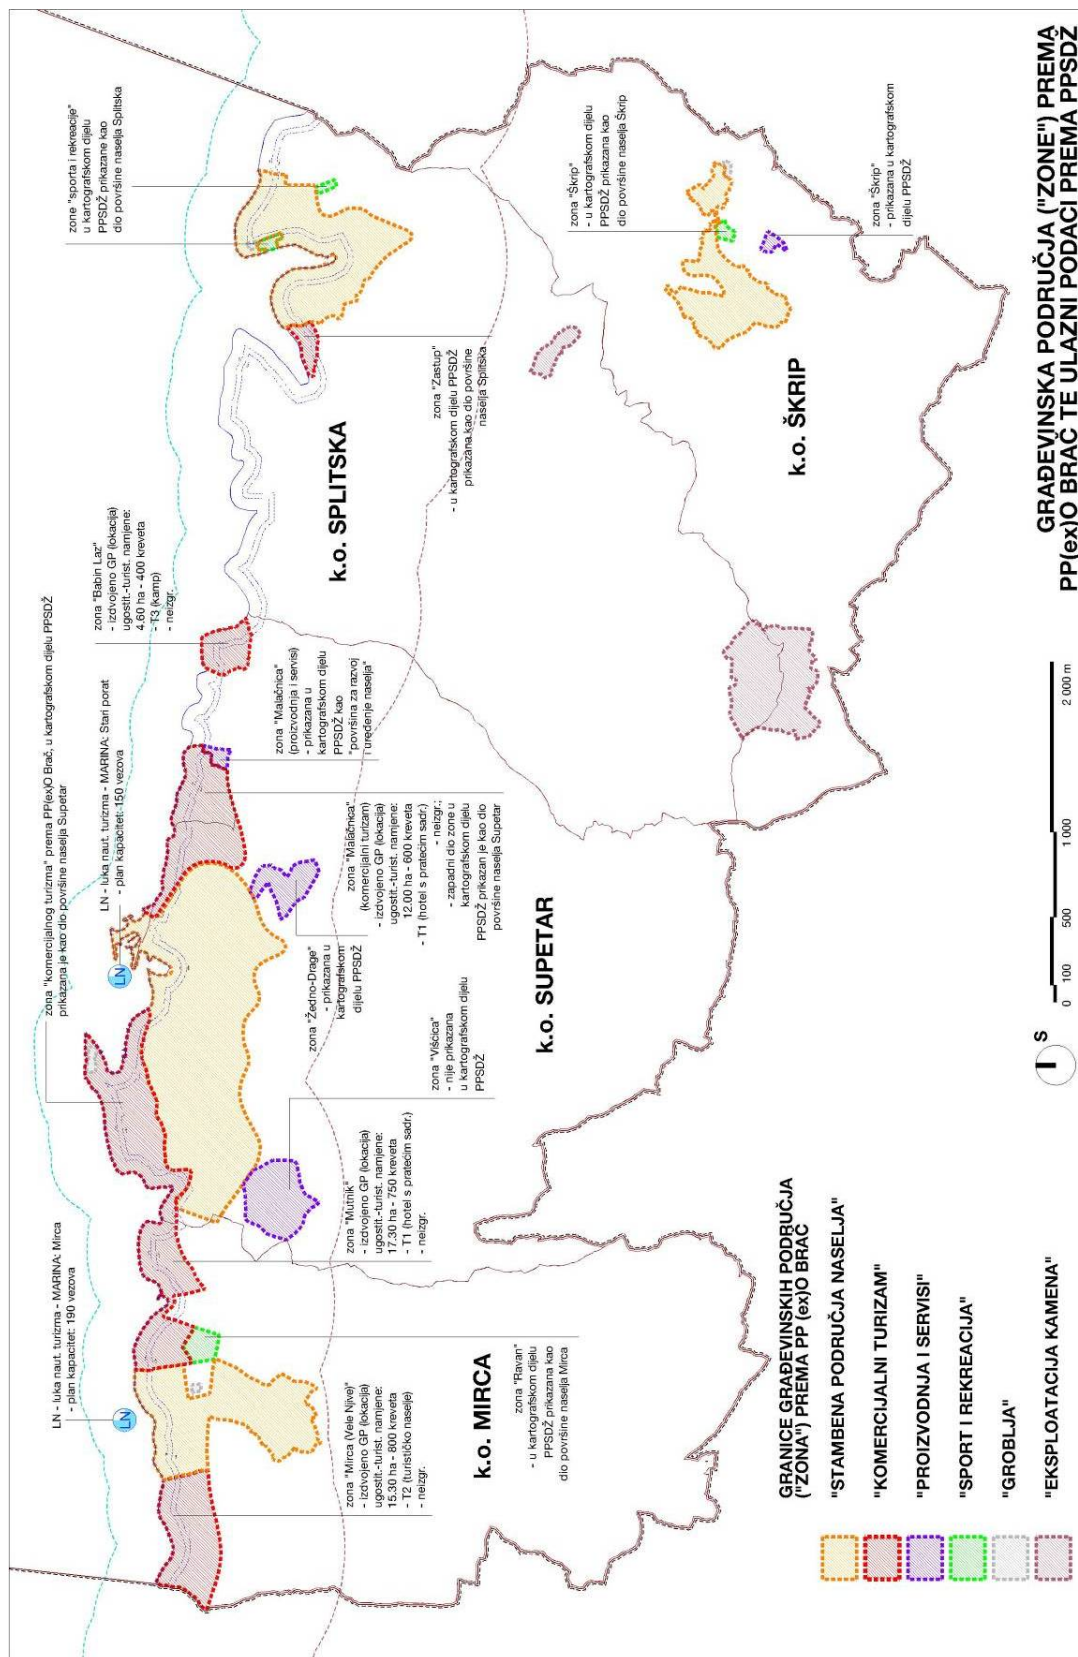 zone "sporta i rekreacije"
u kartografskom dijelu
PPSDŽ prikazane kao
dio površine naselja Splitska
zona "Škrip"
- u kartografskom dijelu
PPSDŽ prikazana kao
dio površine naselja Škrip
zona "Škrip"
- prikazana u kartografskom
dijelu PPSDŽ
zona "Zastup"
- u kartografskom dijelu PPSDŽ
prikazana kao dio površine
naselja Splitska
k.o. SPLITSKA
k.o. ŠKRIP
zona "Babin Laz"
- izdvojeno GP (lokacija)
ugostit.-turist. namjene:
4.60 ha - 400 kreveta
- T3 (kamp)
- neizgr.
zona "Malačnica"
(proizvodnja i servisi)
- prikazana u
kartografskom dijelu
PPSDŽ kao
"površina za razvoj
i uređenje naselja"
zona "komercijalnog turizma" prema PP(ex)O Brač, u kartografskom dijelu PPSDŽ
prikazana je kao dio površine naselja Supetar
LN - luka naut. turizma - MARINA: Stari porat
- plan kapacitet: 150 vezova
LN
zona "Malačnica"
(komercijalni turizam)
- izdvojeno GP (lokacija)
ugostit.-turist. namjene:
12.00 ha - 600 kreveta
- T1 (hotel s pratećim sadr.)
- neizgr.;
- zapadni dio zone u
kartografskom dijelu
PPSDŽ prikazan je kao dio
površine naselja Supetar
zona "Žedno-Drage"
- prikazana u
kartografskom
dijelu PPSDŽ
zona "Višćica"
- nije prikazana
u kartografskom dijelu
PPSDŽ
k.o. SUPETAR
zona "Mutnik"
- izdvojeno GP (lokacija)
ugostit.-turist. namjene:
17.30 ha - 750 kreveta
- T1 (hotel s pratećim sadr.)
- neizgr.
LN - luka naut. turizma - MARINA: Mirca
- plan kapacitet: 190 vezova
LN
zona "Mirca (Vele Njive)"
- izdvojeno GP (lokacija)
ugostit.-turist. namjene:
15.30 ha - 800 kreveta
- T2 (turističko naselje)
- neizgr.
k.o. MIRCA
zona "Ravan"
- u kartografskom dijelu
PPSDŽ prikazana kao
dio površine naselja Mirca
GRANICE GRAĐEVINSKIH PODRUČJA
("ZONA") PREMA PP (ex)O BRAČ
"STAMBENA PODRUČJA NASELJA"
"KOMERCIJALNI TURIZAM"
"PROIZVODNJA I SERVISI"
"SPORT I REKREACIJA"
"GROBLJA"
"EKSPLOATACIJA KAMENA"
S
0 100 500 1000 2 000 m
GRAĐEVINSKA PODRUČJA ("ZONE") PREMA
PP(ex)O BRAČ TE ULAZNI PODACI PREMA PPSDŽ